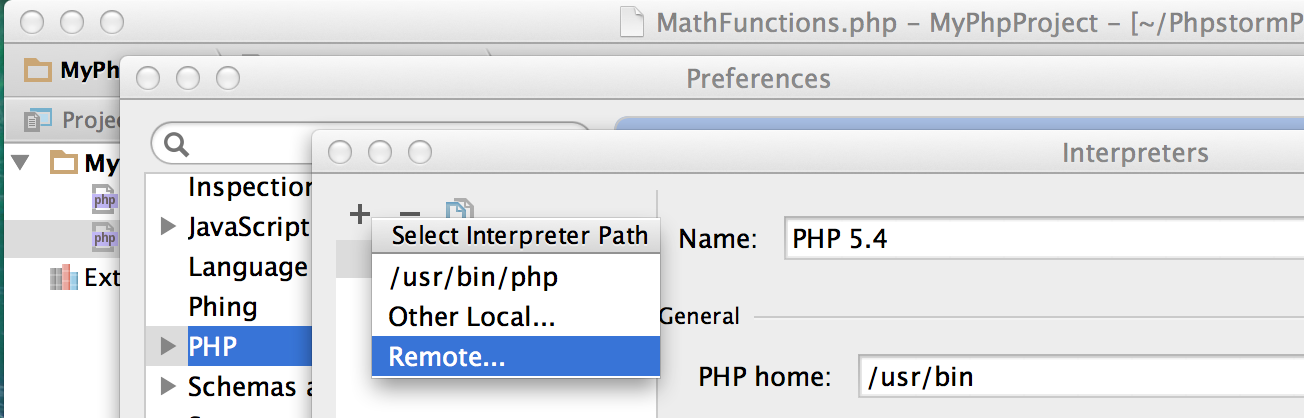 MathFunctions.php – MyPhpProject – [~/PhpstormP
MyPh
Preferences
Proje
Interpreters
My
Inspection
php
JavaScript
Select Interpreter Path
Name: PHP 5.4
php
Language
/usr/bin/php
Ext
Phing
Other Local...
General
PHP
Remote...
Schemas a
PHP home: /usr/bin